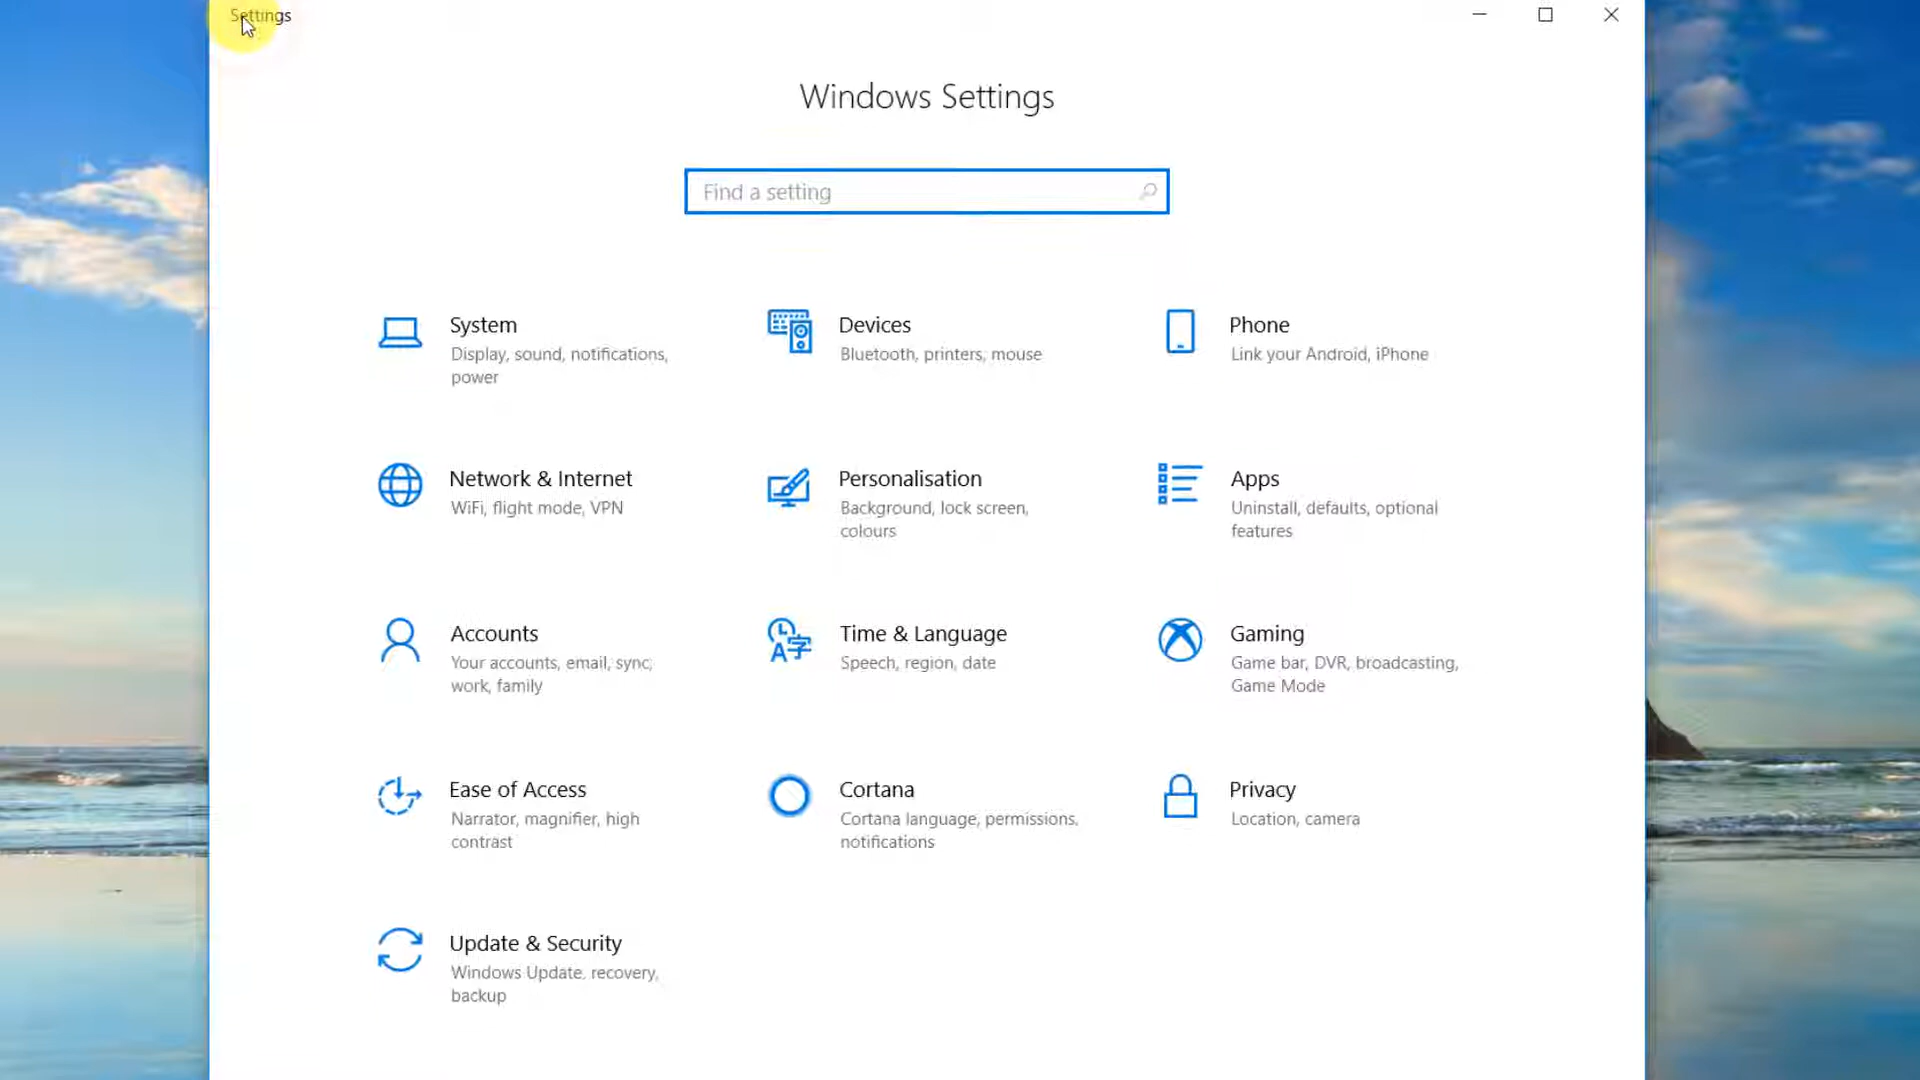 Settings
Windows Settings
Find a setting
System
Display, sound, notifications,
power
Devices
Bluetooth, printers, mouse
Phone
Link your Android, iPhone
Network & Internet
WiFi, flight mode, VPN
Personalisation
Background, lock screen,
colours
Apps
Uninstall, defaults, optional
features
Accounts
Your accounts, email, sync,
work, family
Time & Language
Speech, region, date
Gaming
Game bar, DVR, broadcasting,
Game Mode
Ease of Access
Narrator, magnifier, high
contrast
Cortana
Cortana language, permissions,
notifications
Privacy
Location, camera
Update & Security
Windows Update, recovery,
backup